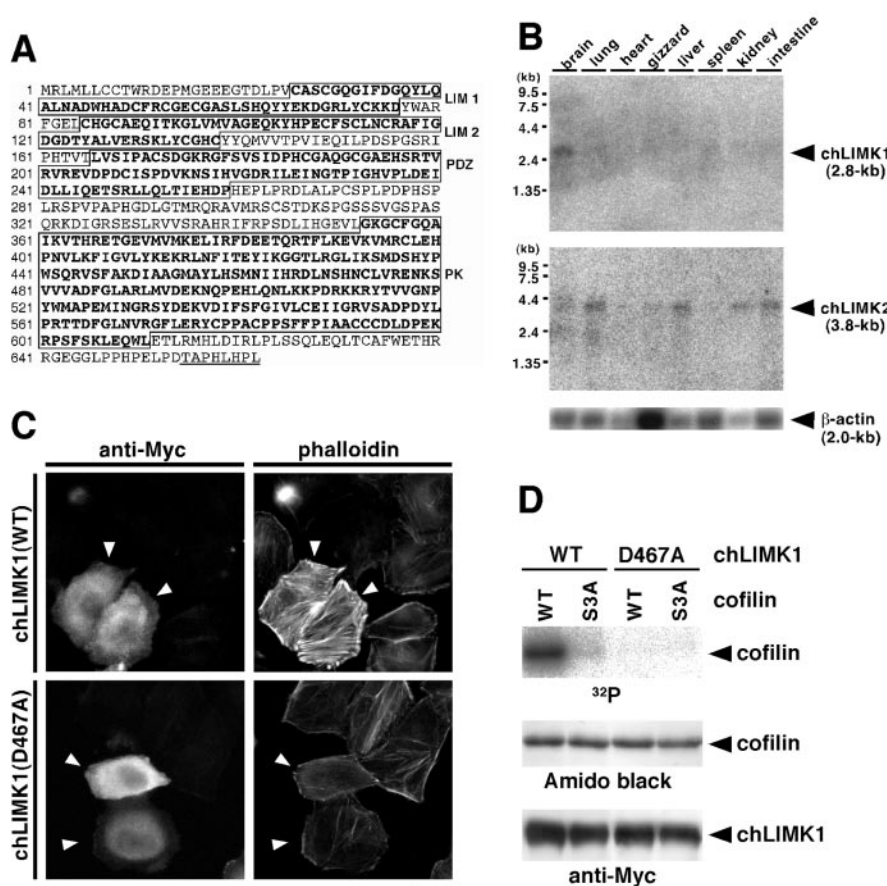 A
1 MRLMLLCCTWRDEPMGEEEGTDLPVCASCGQGIFDGQYLQ
41 ALNADWHADCFRCGECGASLSHQYYEKDGRLYCKKDYWAR LIM 1
81 FGELCHGCAEQITKGLVMVAGEQKYHPECFSCLNCRAFIG
121 DGDTYALVERSKLYCGHCYYQMVVTPVIEQILPDSPGSRI LIM 2
161 PHTVTLVSIPACSDGKRGFSVSIDPHCGAQGCGAEHSRTV
201 VRVREVDPDCISPDVKNSIHVGDRILEINGTPIGHVPLDEI PDZ
241 DLLIQETSRLLQLTIEHDPHEPLPRDLALPCSPLPDPHSP
281 LRSPVPAPHGDLGTMRQRAVMRSCSTDKSPGSSSVGSPAS
321 QRKDIGRSESLRVVSRAHRIFRPSDLIHGEVLGKGCFGQA
361 IKVTHRETGEVMVMKELIRFDEETQRTFLKEVKVMRCLEH
401 PNVLKFIGVLYKEKRLNFITEYIKGGTLRGLIKSMDSHYP
441 WSQRVSFAKDIAAGMAYLHSMNIIHRDLNSHNCLVRENKS PK
481 VVVADFGLARLMVDEKNQPEHLQNLKKPDRKKRYTVVGNP
521 YWMAPEMINGRSYDEKVDIFSFGIVLCEIIGRVSADPDYL
561 PRTTDFGLNVRGFLERYCPPACPPSFFPIAACCCDLDPEK
601 RPSFSKLEQWLETLRMHLDIRLPLSSQLEQLTCAFWETHR
641 RGEGGLPPHPELPDTAPHLHPL
B
brain lung heart gizzard liver spleen kidney intestine
(kb)
9.5
7.5
4.4
2.4
1.35
chLIMK1
(2.8-kb)
(kb)
9.5
7.5
4.4
2.4
1.35
chLIMK2
(3.8-kb)
β-actin
(2.0-kb)
C
anti-Myc phalloidin
chLIMK1(WT)
chLIMK1(D467A)
D
WT D467A chLIMK1
WT S3A WT S3A cofilin
cofilin
32P
cofilin
Amido black
chLIMK1
anti-Myc